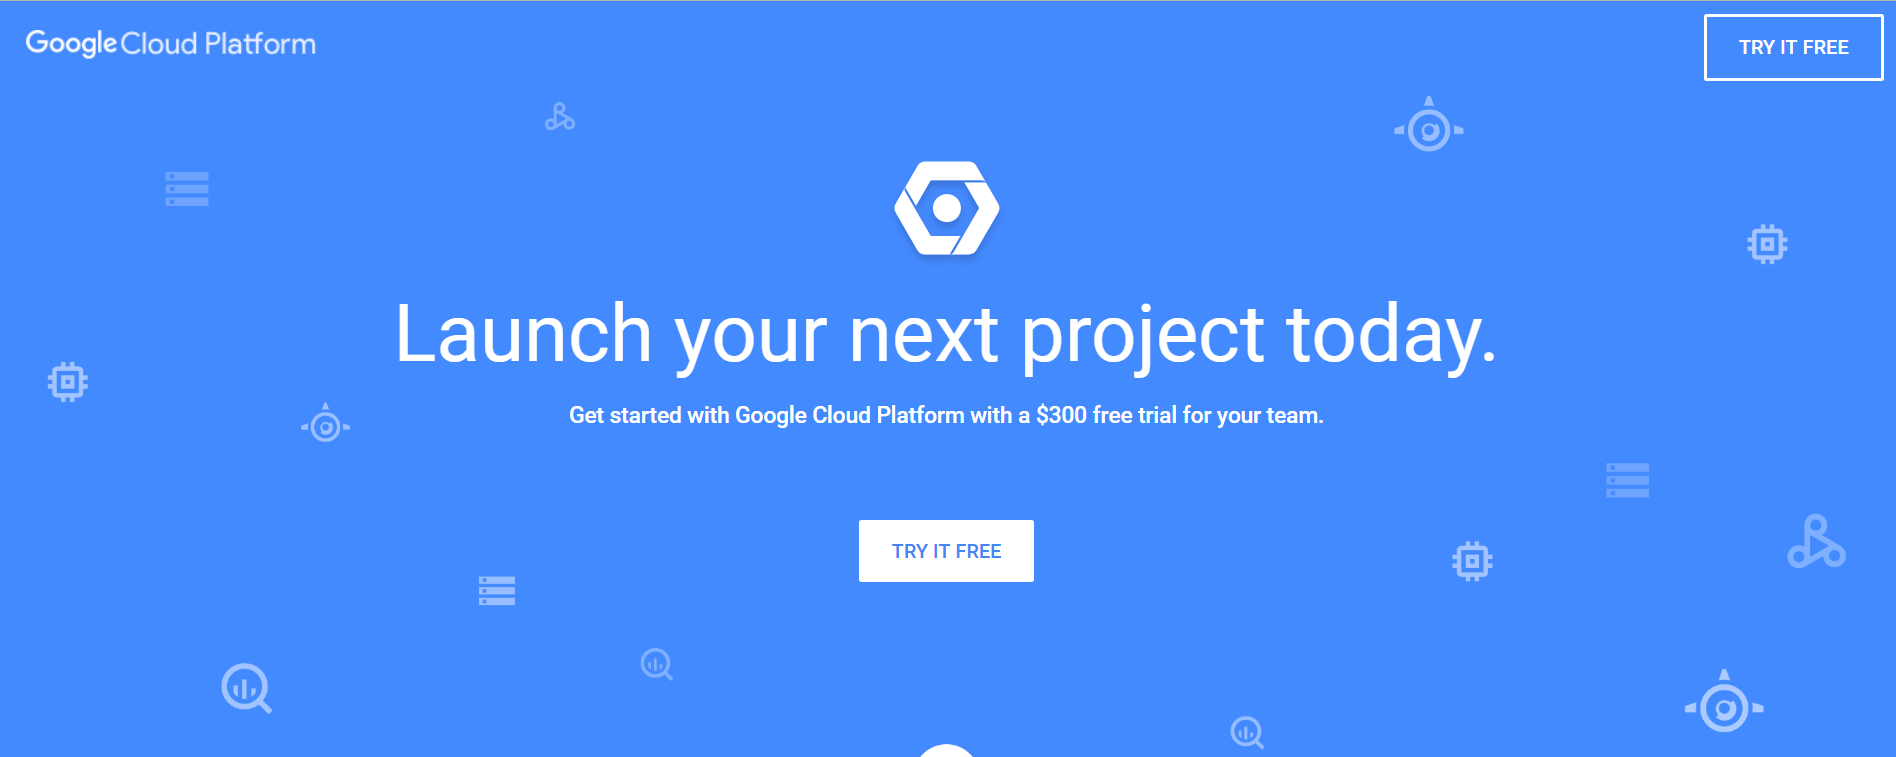 Google Cloud Platform
TRY IT FREE
Launch your next project today.
Get started with Google Cloud Platform with a $300 free trial for your team.
TRY IT FREE